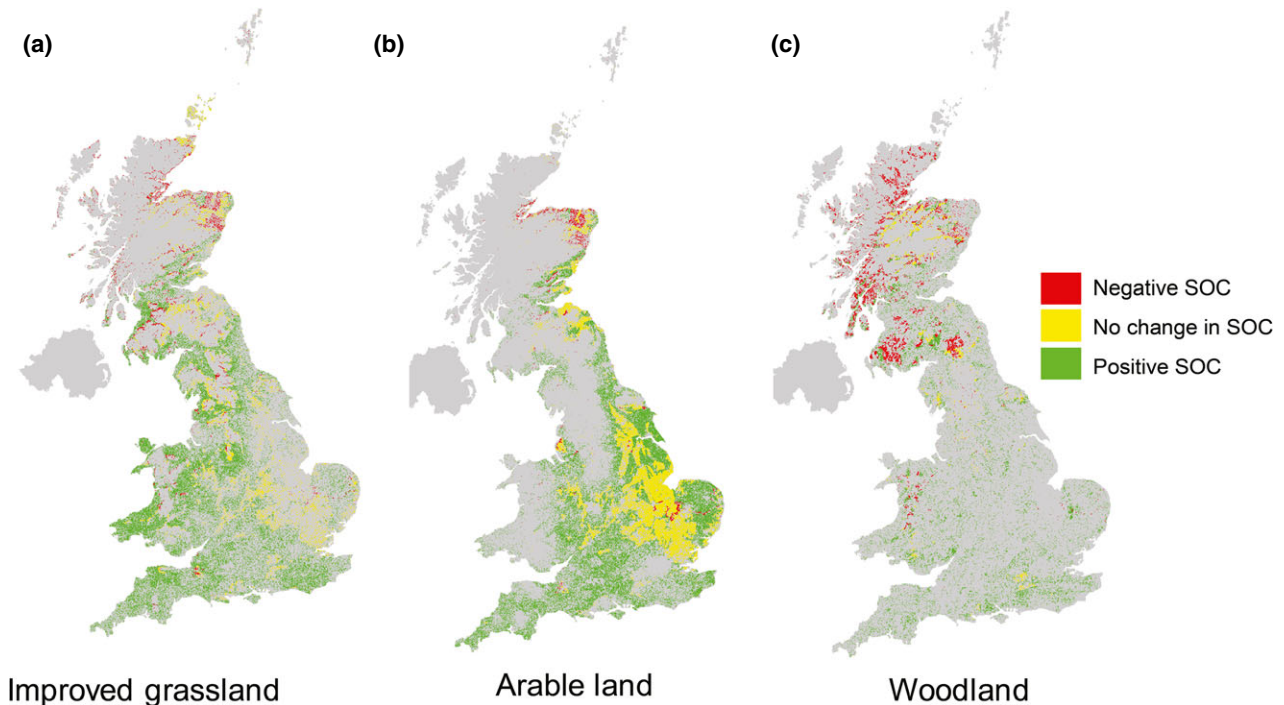 (a)
(b)
(c)
Negative SOC
No change in SOC
Positive SOC
Improved grassland
Arable land
Woodland